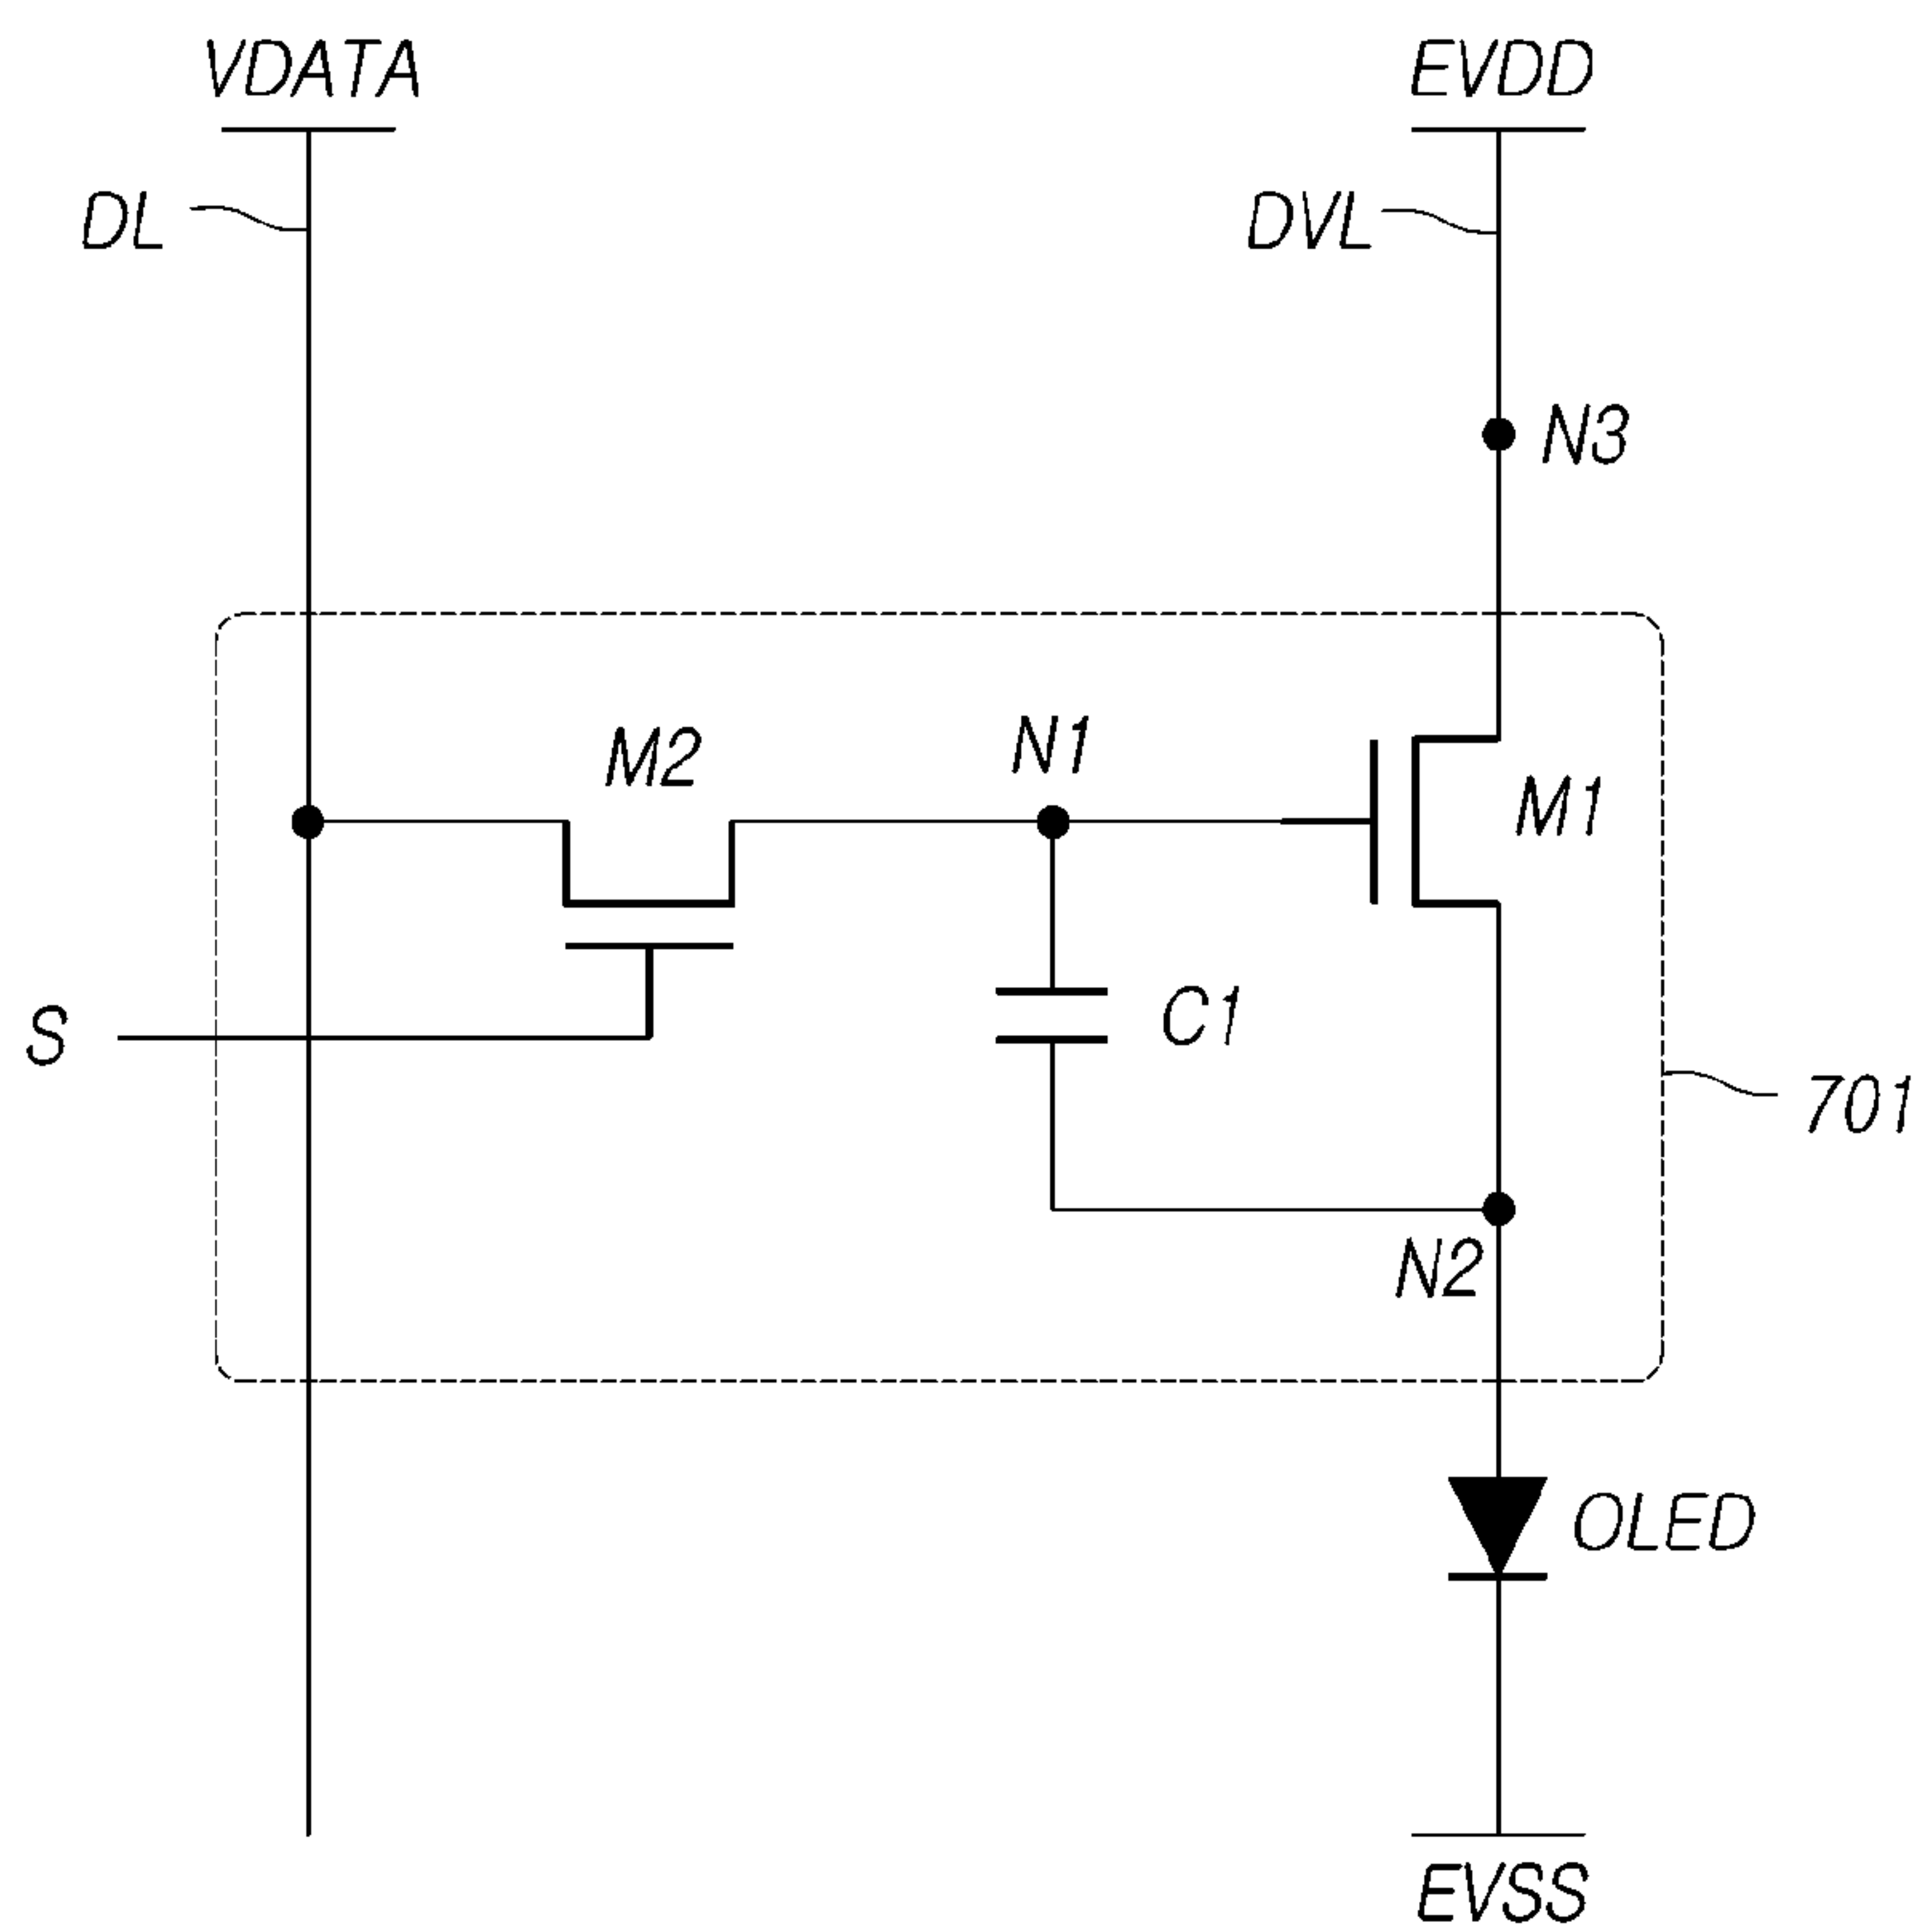 VDATA
EVDD
DL
DVL
N3
M2
N1
M1
S
C1
701
N2
OLED
EVSS